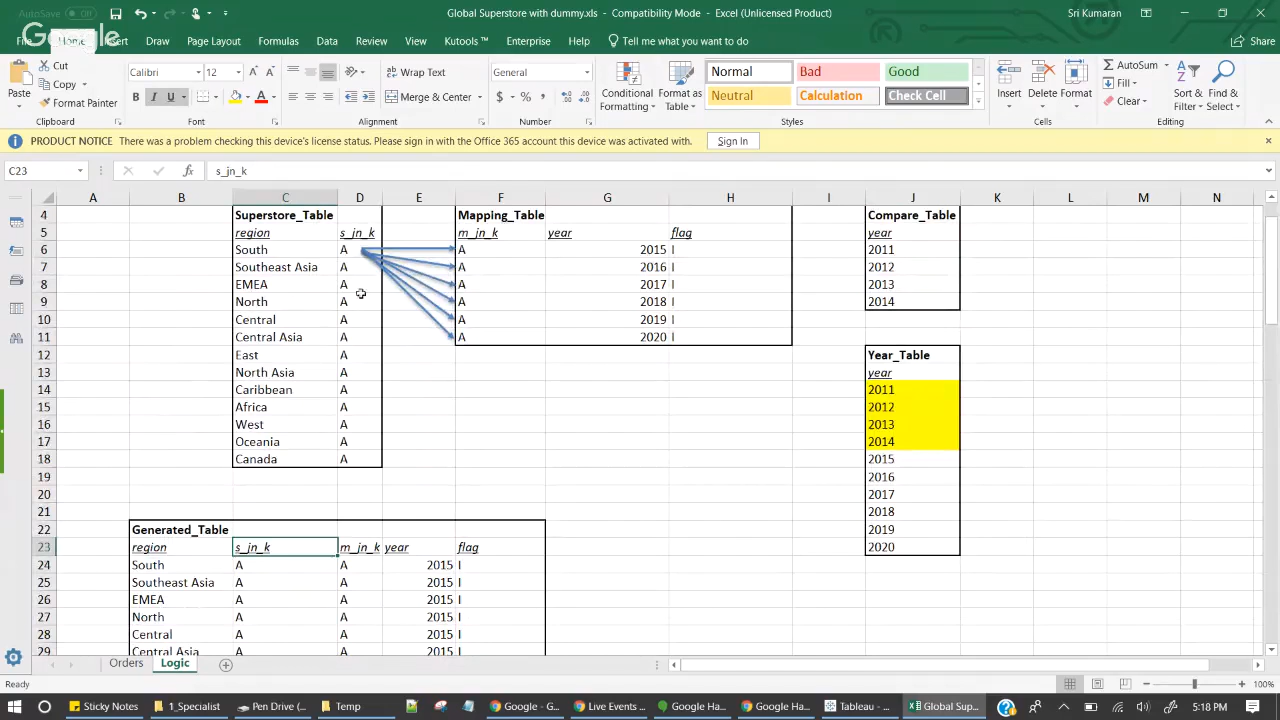 AutoSave Off Global Superstore with dummy.xls - Compatibility Mode - Excel (Unlicensed Product) Sri Kumaran
Google
Home Insert Draw Page Layout Formulas Data Review View Kutools ™ Enterprise Help Tell me what you want to do Share
Cut Calibri 12 Wrap Text General Normal Bad Good AutoSum
Copy Fill
Paste Format Painter B I U Merge & Center $ % , Conditional Formatting Format as Table Neutral Calculation Check Cell Insert Delete Format Clear Sort & Filter Find & Select
Clipboard Font Alignment Number Styles Cells Editing
PRODUCT NOTICE There was a problem checking this device's license status. Please sign in with the Office 365 account this device was activated with. Sign In
C23 fx s_jn_k
A B C D E F G H I J K L M N
4 Superstore_Table Mapping_Table Compare_Table
5 region s_jn_k m_jn_k year flag year
6 South A A 2015 I 2011
7 Southeast Asia A A 2016 I 2012
8 EMEA A A 2017 I 2013
9 North A A 2018 I 2014
10 Central A A 2019 I
11 Central Asia A A 2020 I
12 East A Year_Table
13 North Asia A year
14 Caribbean A 2011
15 Africa A 2012
16 West A 2013
17 Oceania A 2014
18 Canada A 2015
19 2016
20 2017
21 2018
22 Generated_Table 2019
23 region s_jn_k m_jn_k year flag 2020
24 South A A 2015 I
25 Southeast Asia A A 2015 I
26 EMEA A A 2015 I
27 North A A 2015 I
28 Central A A 2015 I
29 Central Asia A A 2015 I
Orders Logic
Ready 100%
Sticky Notes 1_Specialist Pen Drive (... Temp Google - G... Live Events ... Google Ha... Google Ha... Tableau - ... Global Sup... 5:18 PM